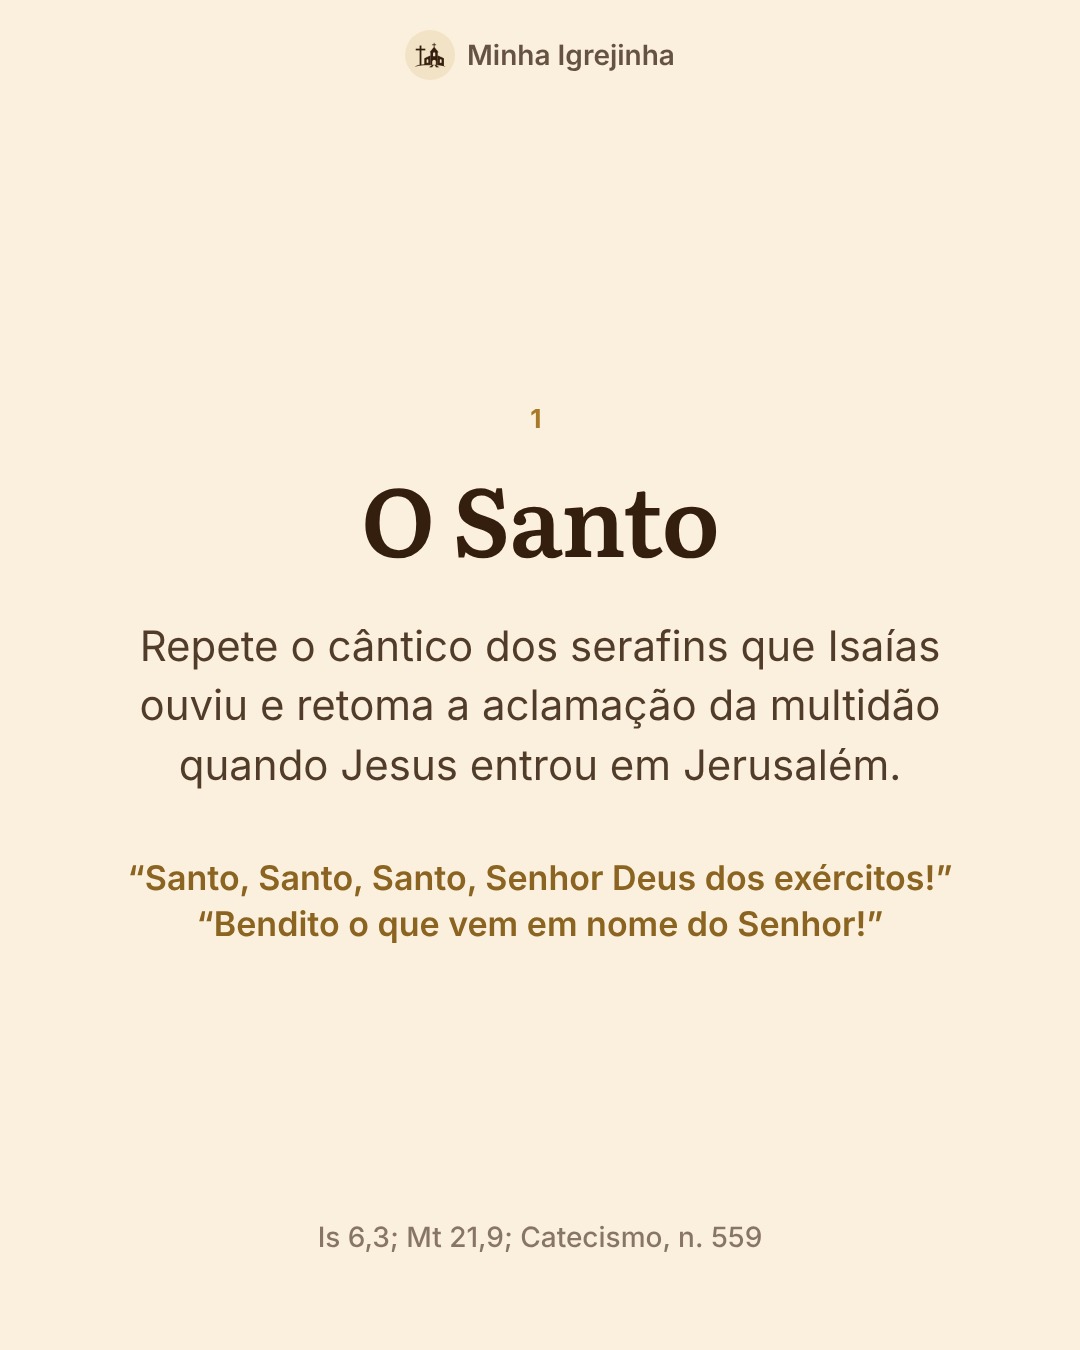 Minha Igrejinha
1
O Santo
Repete o cântico dos serafins que Isaías
ouviu e retoma a aclamação da multidão
quando Jesus entrou em Jerusalém.
“Santo, Santo, Santo, Senhor Deus dos exércitos!”
“Bendito o que vem em nome do Senhor!”
Is 6,3; Mt 21,9; Catecismo, n. 559